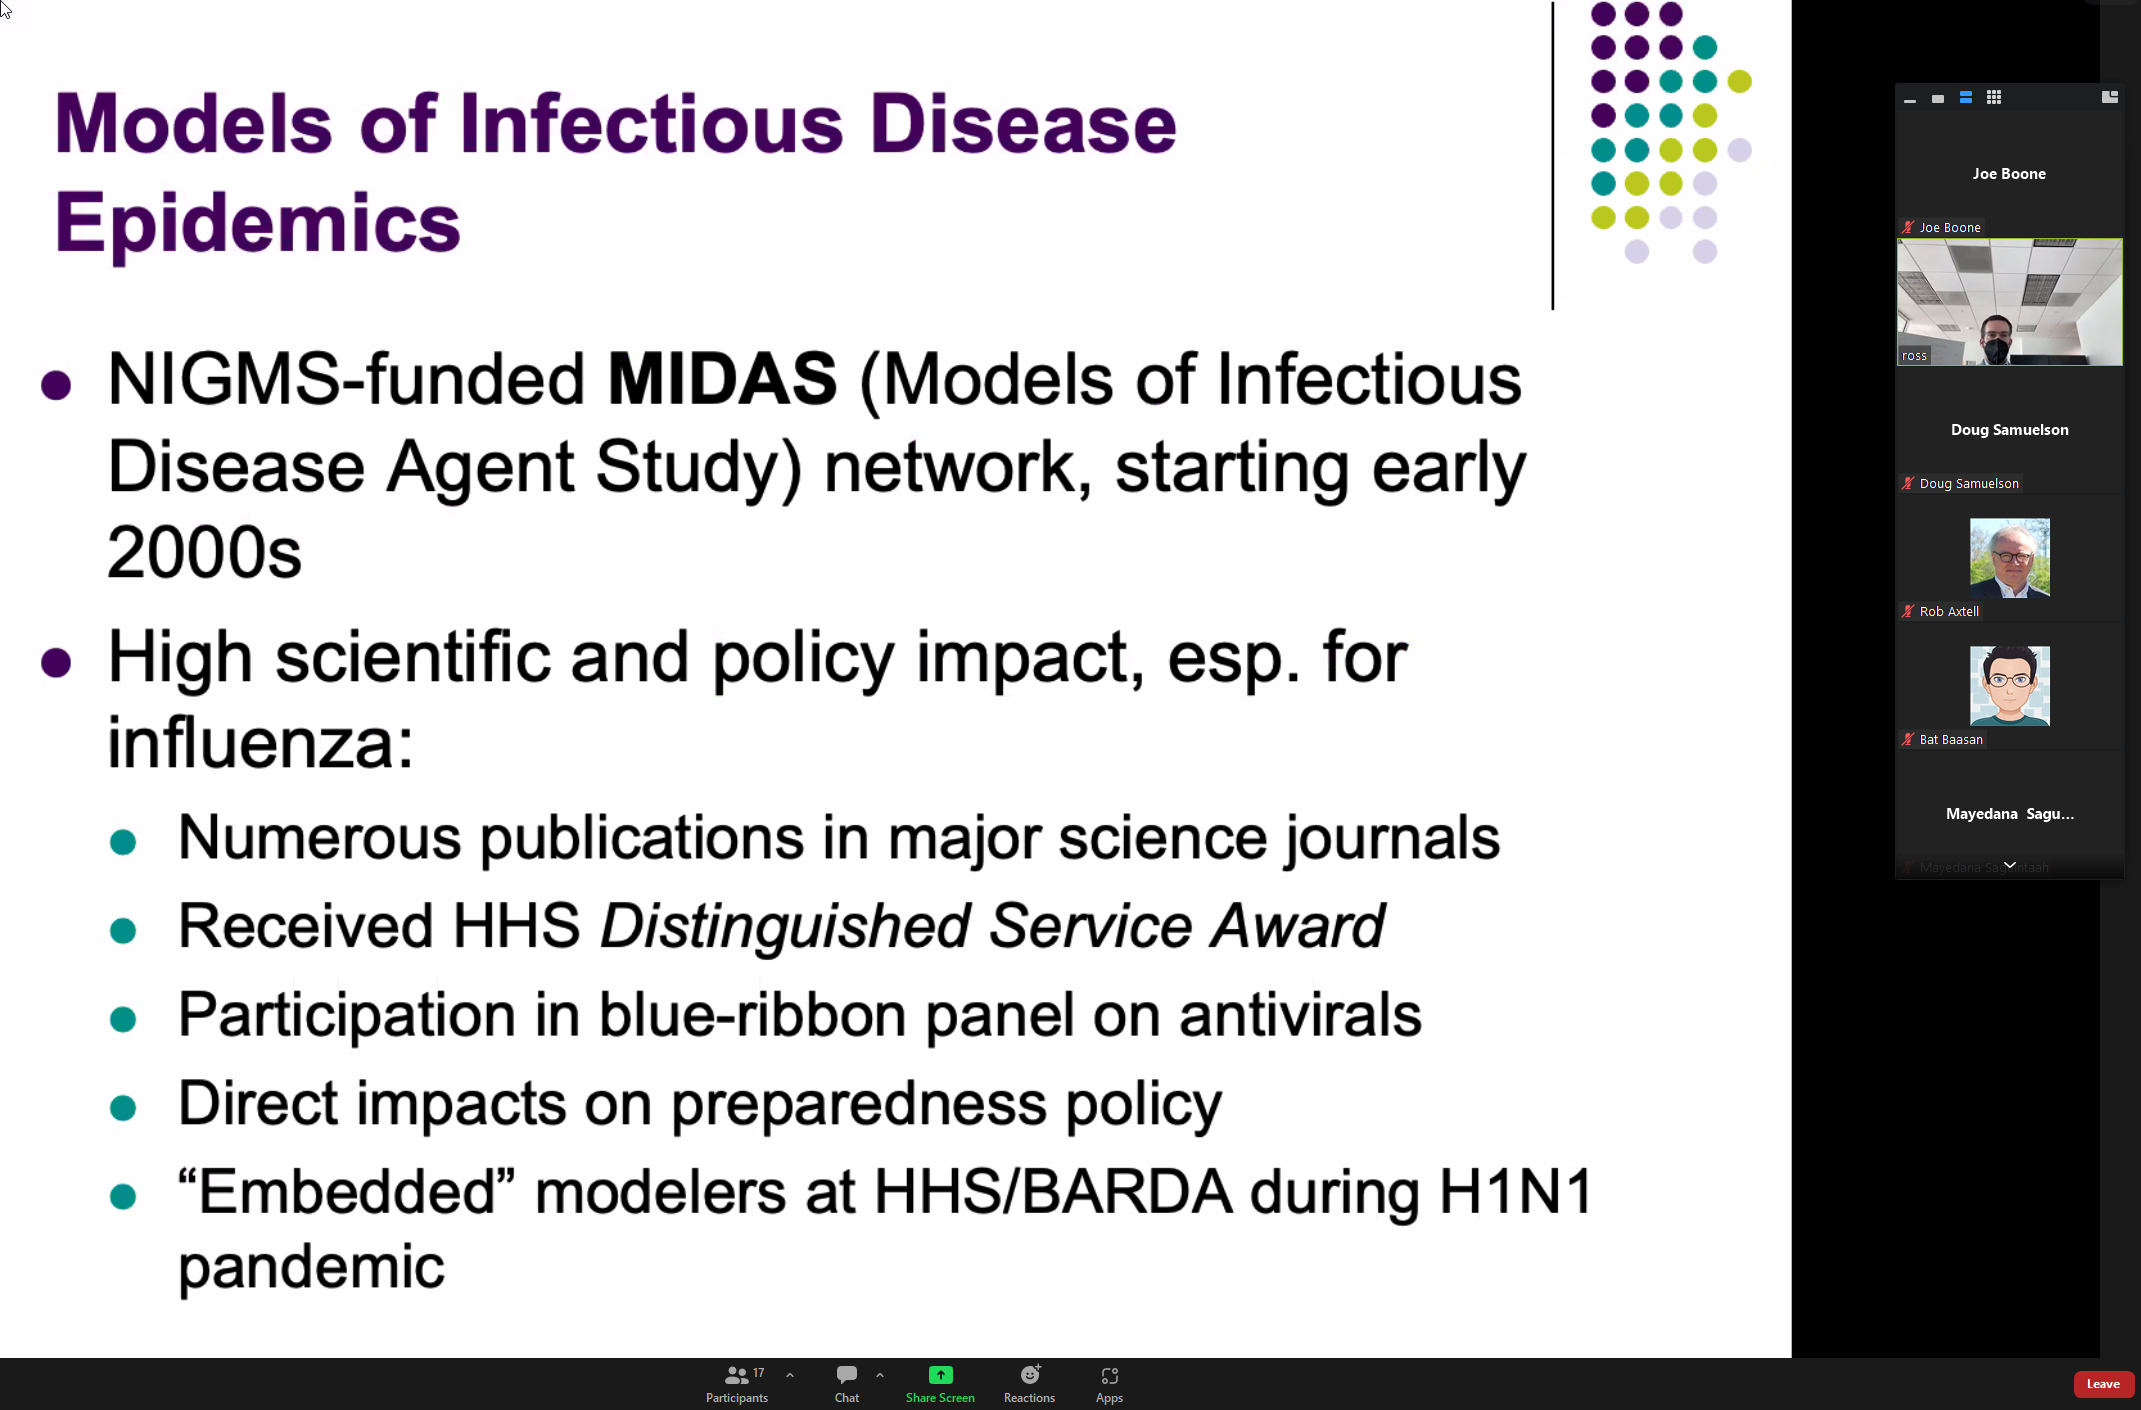 Models of Infectious Disease
Epidemics
NIGMS-funded MIDAS (Models of Infectious
Disease Agent Study) network, starting early
2000s
High scientific and policy impact, esp. for
influenza:
Numerous publications in major science journals
Received HHS Distinguished Service Award
Participation in blue-ribbon panel on antivirals
Direct impacts on preparedness policy
“Embedded” modelers at HHS/BARDA during H1N1
pandemic
Joe Boone
Joe Boone
ross
Doug Samuelson
Doug Samuelson
Rob Axtell
Bat Baasan
Mayedana Sagu...
Mayedana Saguintaah
17
Participants
Chat
Share Screen
Reactions
Apps
Leave